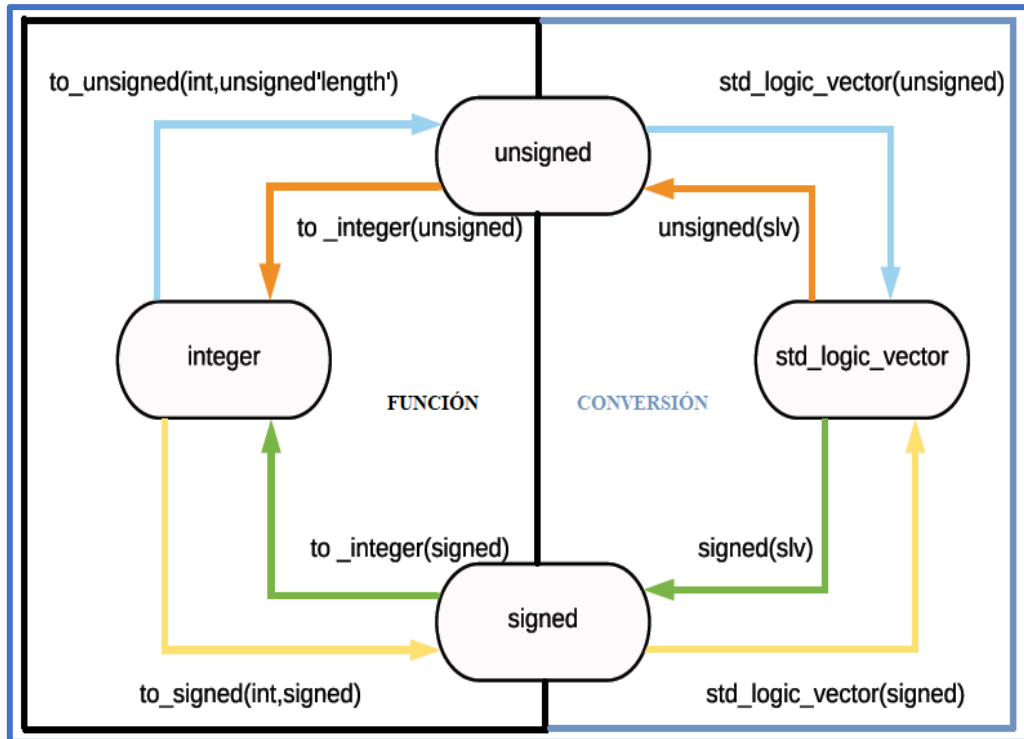 to_unsigned(int,unsigned'length')
std_logic_vector(unsigned)
unsigned
to _integer(unsigned)
unsigned(slv)
integer
std_logic_vector
FUNCIÓN
CONVERSIÓN
to _integer(signed)
signed(slv)
signed
to_signed(int,signed)
std_logic_vector(signed)